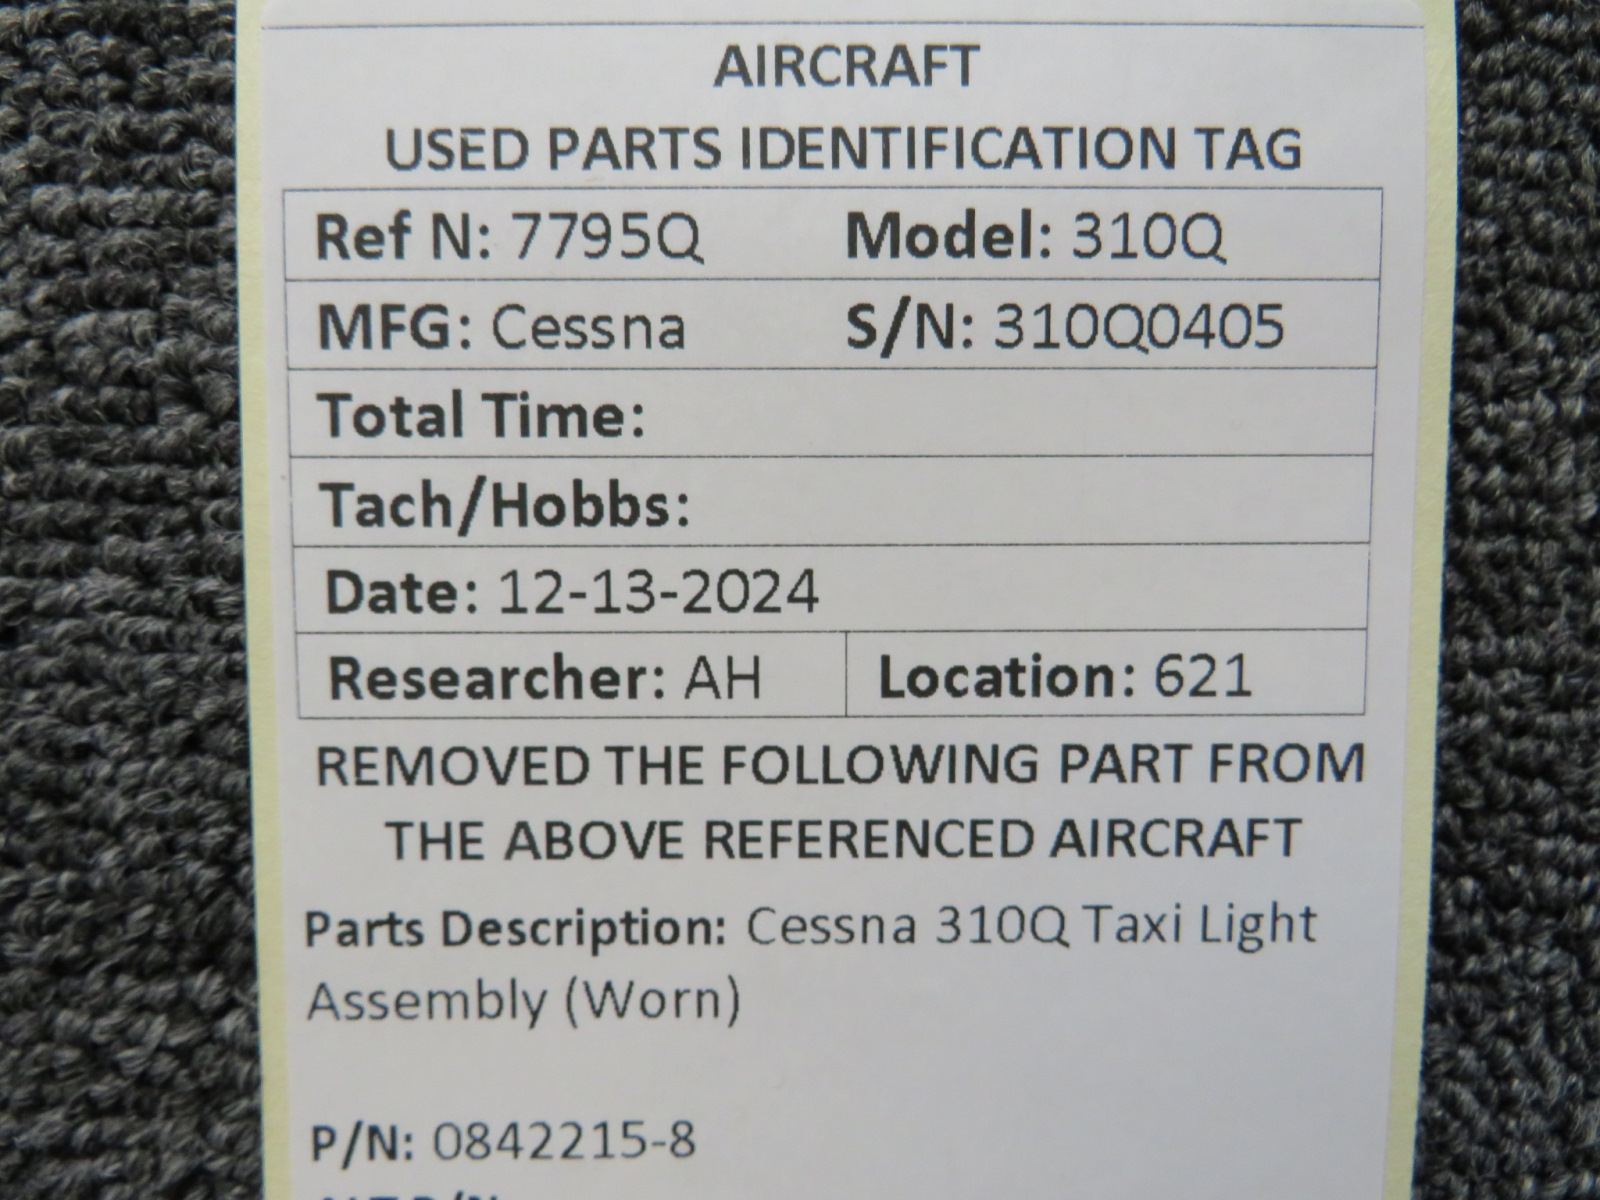 AIRCRAFT
USED PARTS IDENTIFICATION TAG
Ref N: 7795Q Model: 310Q
MFG: Cessna S/N: 310Q0405
Total Time:
Tach/Hobbs:
Date: 12-13-2024
Researcher: AH Location: 621
REMOVED THE FOLLOWING PART FROM
THE ABOVE REFERENCED AIRCRAFT
Parts Description: Cessna 310Q Taxi Light
Assembly (Worn)
P/N: 0842215-8